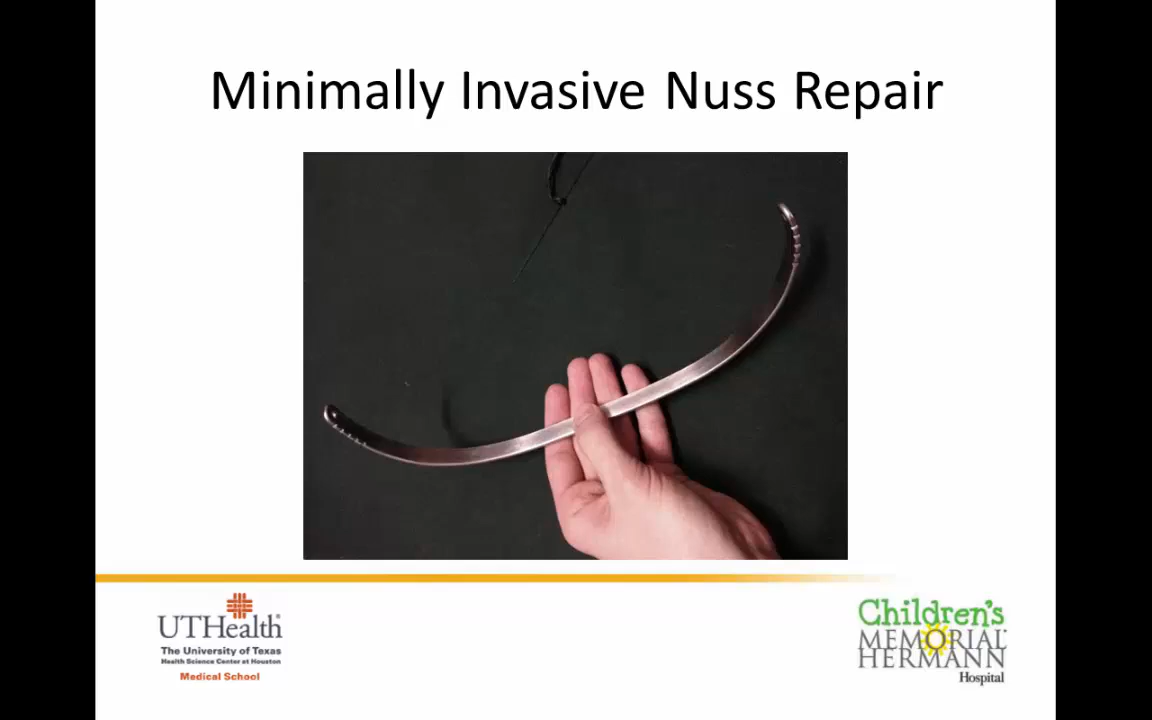 Minimally Invasive Nuss Repair
UTHealth
The University of Texas
Health Science Center at Houston
Medical School
Children's
MEMORIAL
HERMANN
Hospital